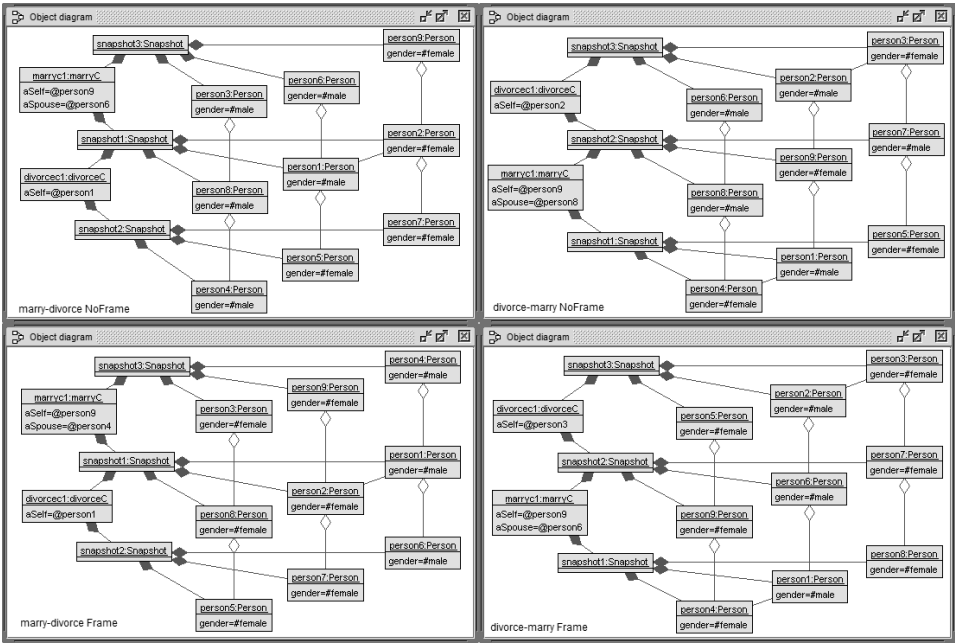 Object diagram
snapshot3:Snapshot
person9:Person
gender=#female
marryc1:marryC
aSelf=@person9
aSpouse=@person6
person6:Person
gender=#male
person3:Person
gender=#male
snapshot1:Snapshot
person2:Person
gender=#female
person1:Person
gender=#male
divorcec1:divorceC
aSelf=@person1
person8:Person
gender=#male
snapshot2:Snapshot
person7:Person
gender=#female
person5:Person
gender=#female
person4:Person
gender=#male
marry-divorce NoFrame
Object diagram
snapshot3:Snapshot
person3:Person
gender=#female
person2:Person
gender=#male
divorcec1:divorceC
aSelf=@person2
person6:Person
gender=#male
snapshot2:Snapshot
person7:Person
gender=#male
person9:Person
gender=#female
marryc1:marryC
aSelf=@person9
aSpouse=@person8
person8:Person
gender=#male
snapshot1:Snapshot
person5:Person
gender=#female
person1:Person
gender=#male
person4:Person
gender=#female
divorce-marry NoFrame
Object diagram
snapshot3:Snapshot
person4:Person
gender=#male
person9:Person
gender=#female
marryc1:marryC
aSelf=@person9
aSpouse=@person4
person3:Person
gender=#female
snapshot1:Snapshot
person1:Person
gender=#male
person2:Person
gender=#female
divorcec1:divorceC
aSelf=@person1
person8:Person
gender=#female
snapshot2:Snapshot
person6:Person
gender=#male
person7:Person
gender=#female
person5:Person
gender=#female
marry-divorce Frame
Object diagram
snapshot3:Snapshot
person3:Person
gender=#female
person2:Person
gender=#male
divorcec1:divorceC
aSelf=@person3
person5:Person
gender=#female
snapshot2:Snapshot
person7:Person
gender=#female
person6:Person
gender=#male
marryc1:marryC
aSelf=@person9
aSpouse=@person6
person9:Person
gender=#female
snapshot1:Snapshot
person8:Person
gender=#female
person1:Person
gender=#male
person4:Person
gender=#female
divorce-marry Frame